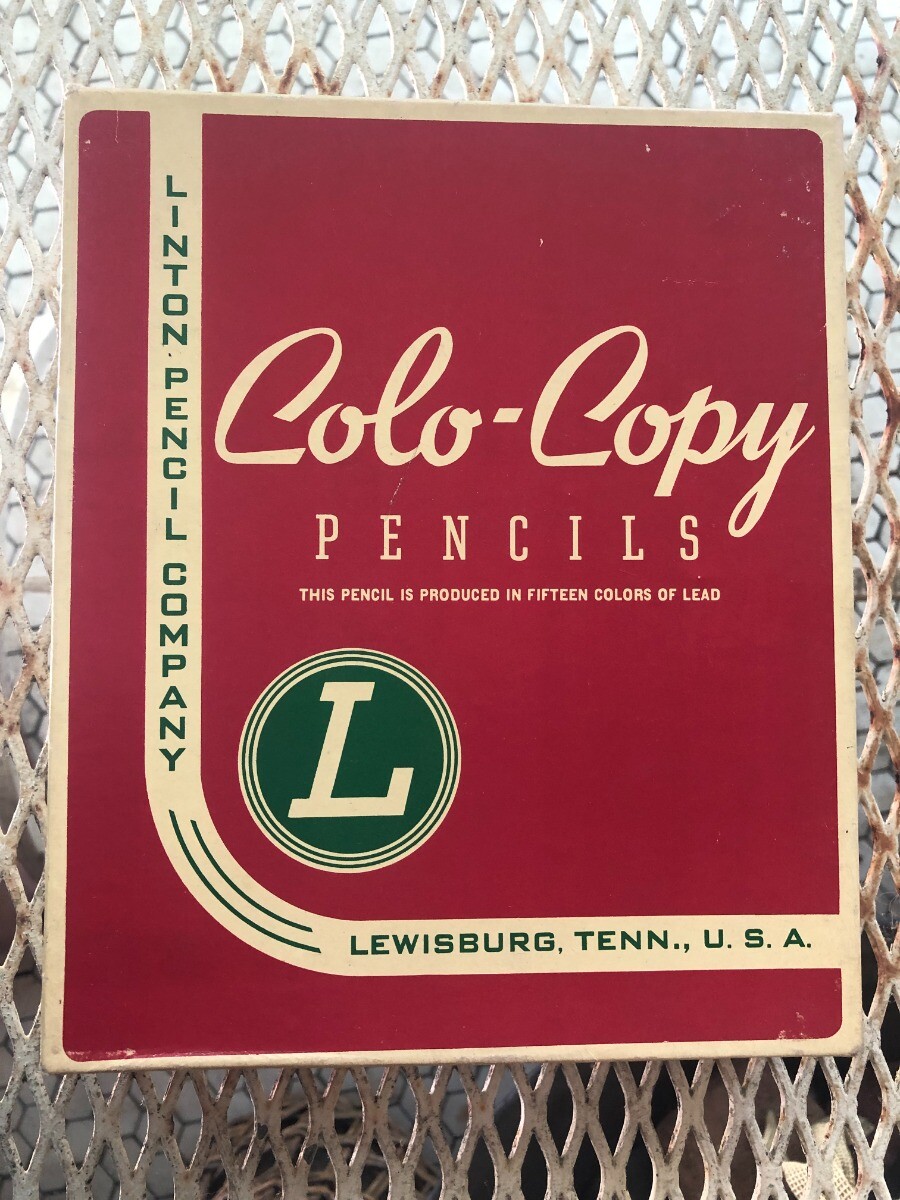 LINTON PENCIL COMPANY
Colo-Copy
PENCILS
THIS PENCIL IS PRODUCED IN FIFTEEN COLORS OF LEAD
L
LEWISBURG, TENN., U. S. A.